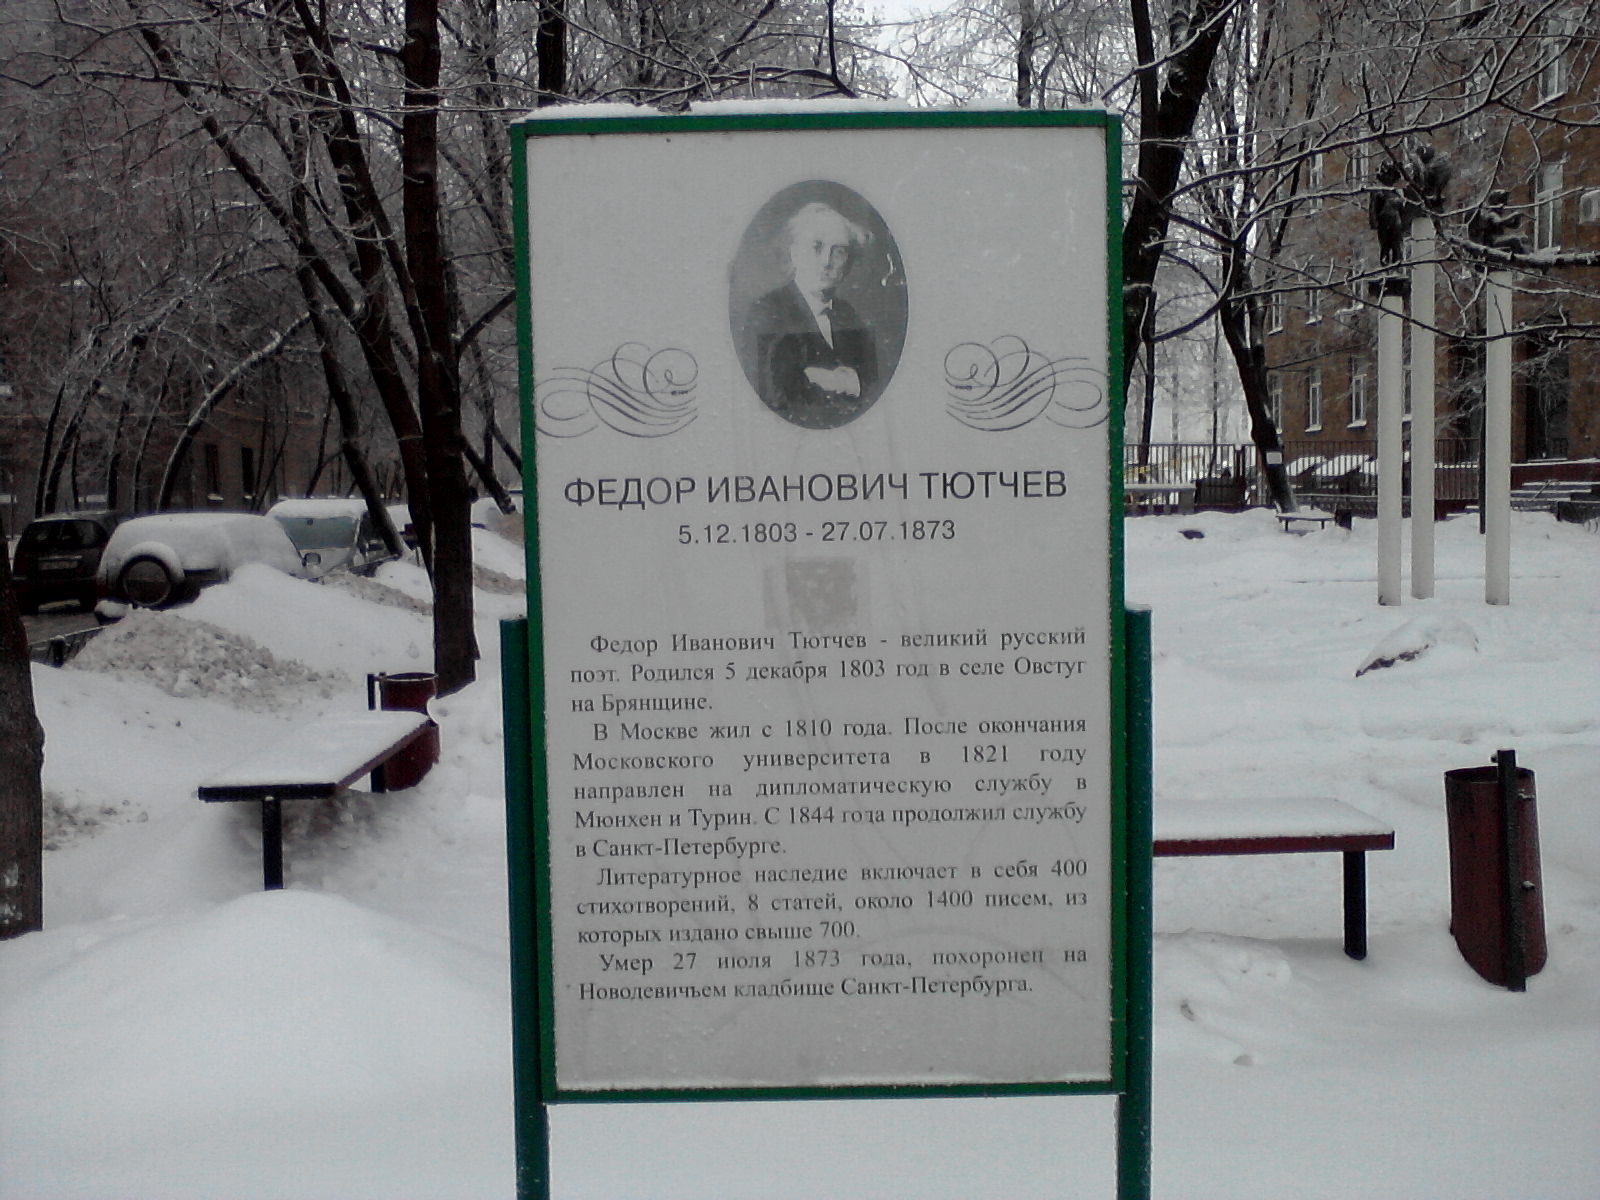 ФЕДОР ИВАНОВИЧ ТЮТЧЕВ
5.12.1803 - 27.07.1873
Федор Иванович Тютчев - великий русский
поэт. Родился 5 декабря 1803 год в селе Овстуг
на Брянщине.
В Москве жил с 1810 года. После окончания
Московского университета в 1821 году
направлен на дипломатическую службу в
Мюнхен и Турин. С 1844 года продолжил службу
в Санкт-Петербурге.
Литературное наследие включает в себя 400
стихотворений, 8 статей, около 1400 писем, из
которых издано свыше 700.
Умер 27 июля 1873 года, похоронен на
Новодевичьем кладбище Санкт-Петербурга.